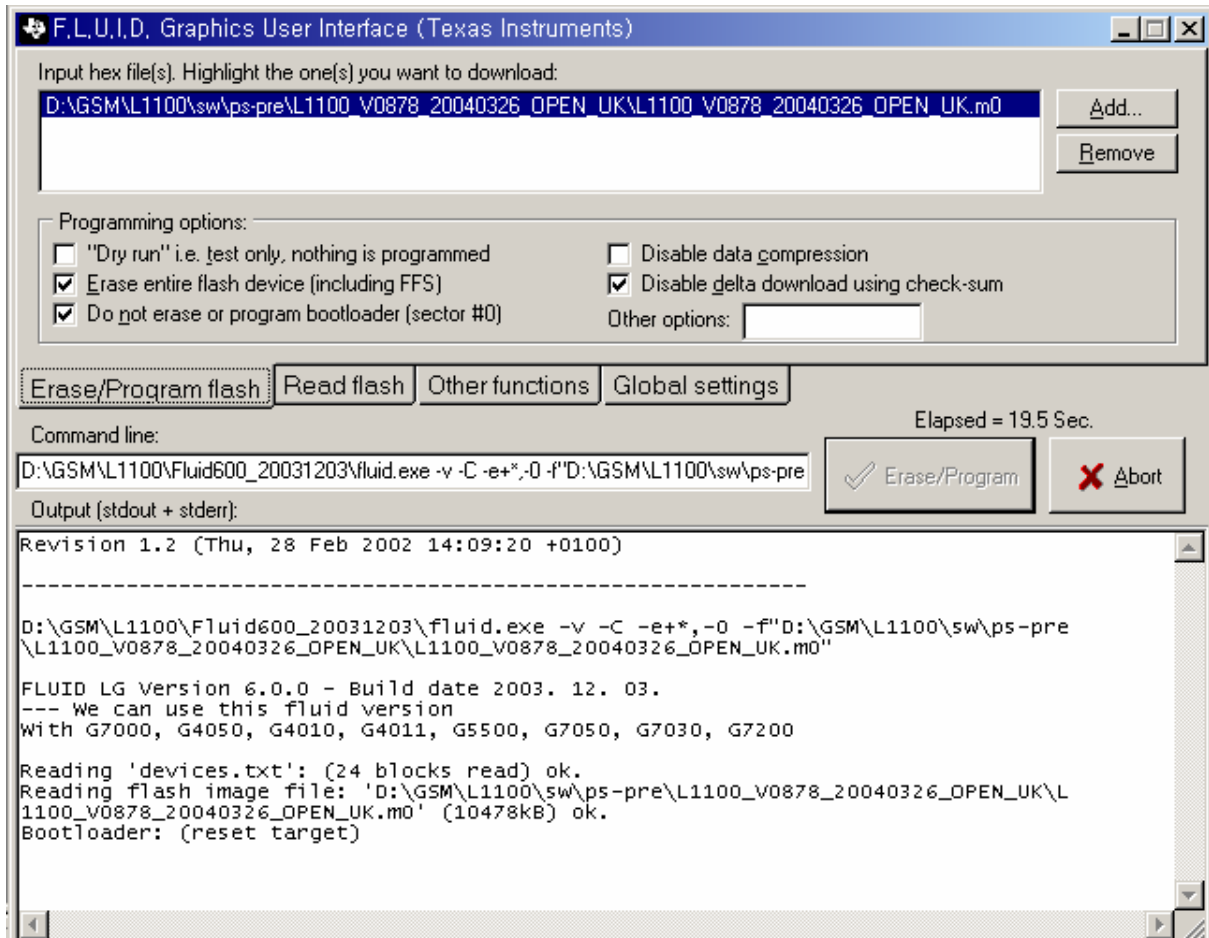 F,L,U,I,D, Graphics User Interface (Texas Instruments)
Input hex file(s). Highlight the one(s) you want to download:
D:\GSM\L1100\sw\ps-pre\L1100_V0878_20040326_OPEN_UK\L1100_V0878_20040326_OPEN_UK.m0
Add...
Remove
Programming options:
"Dry run" i.e. test only, nothing is programmed
Disable data compression
Erase entire flash device (including FFS)
Disable delta download using check-sum
Do not erase or program bootloader (sector #0)
Other options:
Erase/Program flash
Read flash
Other functions
Global settings
Elapsed = 19.5 Sec.
Command line:
D:\GSM\L1100\Fluid600_20031203\fluid.exe -v -C -e+*,-0 -f"D:\GSM\L1100\sw\ps-pre
Erase/Program
Abort
Output (stdout + stderr):
Revision 1.2 (Thu, 28 Feb 2002 14:09:20 +0100)
------------------------------------------------------------
D:\GSM\L1100\Fluid600_20031203\fluid.exe -v -C -e+*,-0 -f"D:\GSM\L1100\sw\ps-pre
\L1100_V0878_20040326_OPEN_UK\L1100_V0878_20040326_OPEN_UK.m0"
FLUID LG Version 6.0.0 - Build date 2003. 12. 03.
--- We can use this fluid version
With G7000, G4050, G4010, G4011, G5500, G7050, G7030, G7200
Reading 'devices.txt': (24 blocks read) ok.
Reading flash image file: 'D:\GSM\L1100\sw\ps-pre\L1100_V0878_20040326_OPEN_UK\L
1100_V0878_20040326_OPEN_UK.m0' (10478kB) ok.
Bootloader: (reset target)